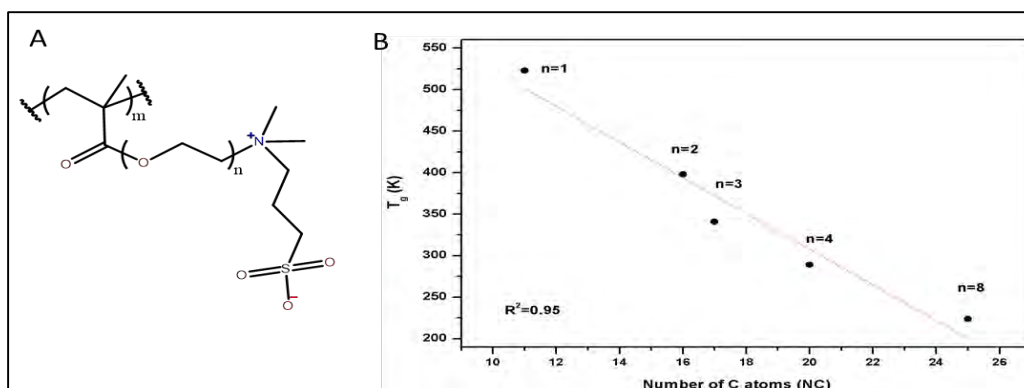 A
m
O
O
n
+
N
O
S
O
O
−
B
550
500
450
400
350
300
250
200
Tg (K)
n=1
n=2
n=3
n=4
n=8
R²=0.95
10 12 14 16 18 20 22 24 26
Number of C atoms (NC)